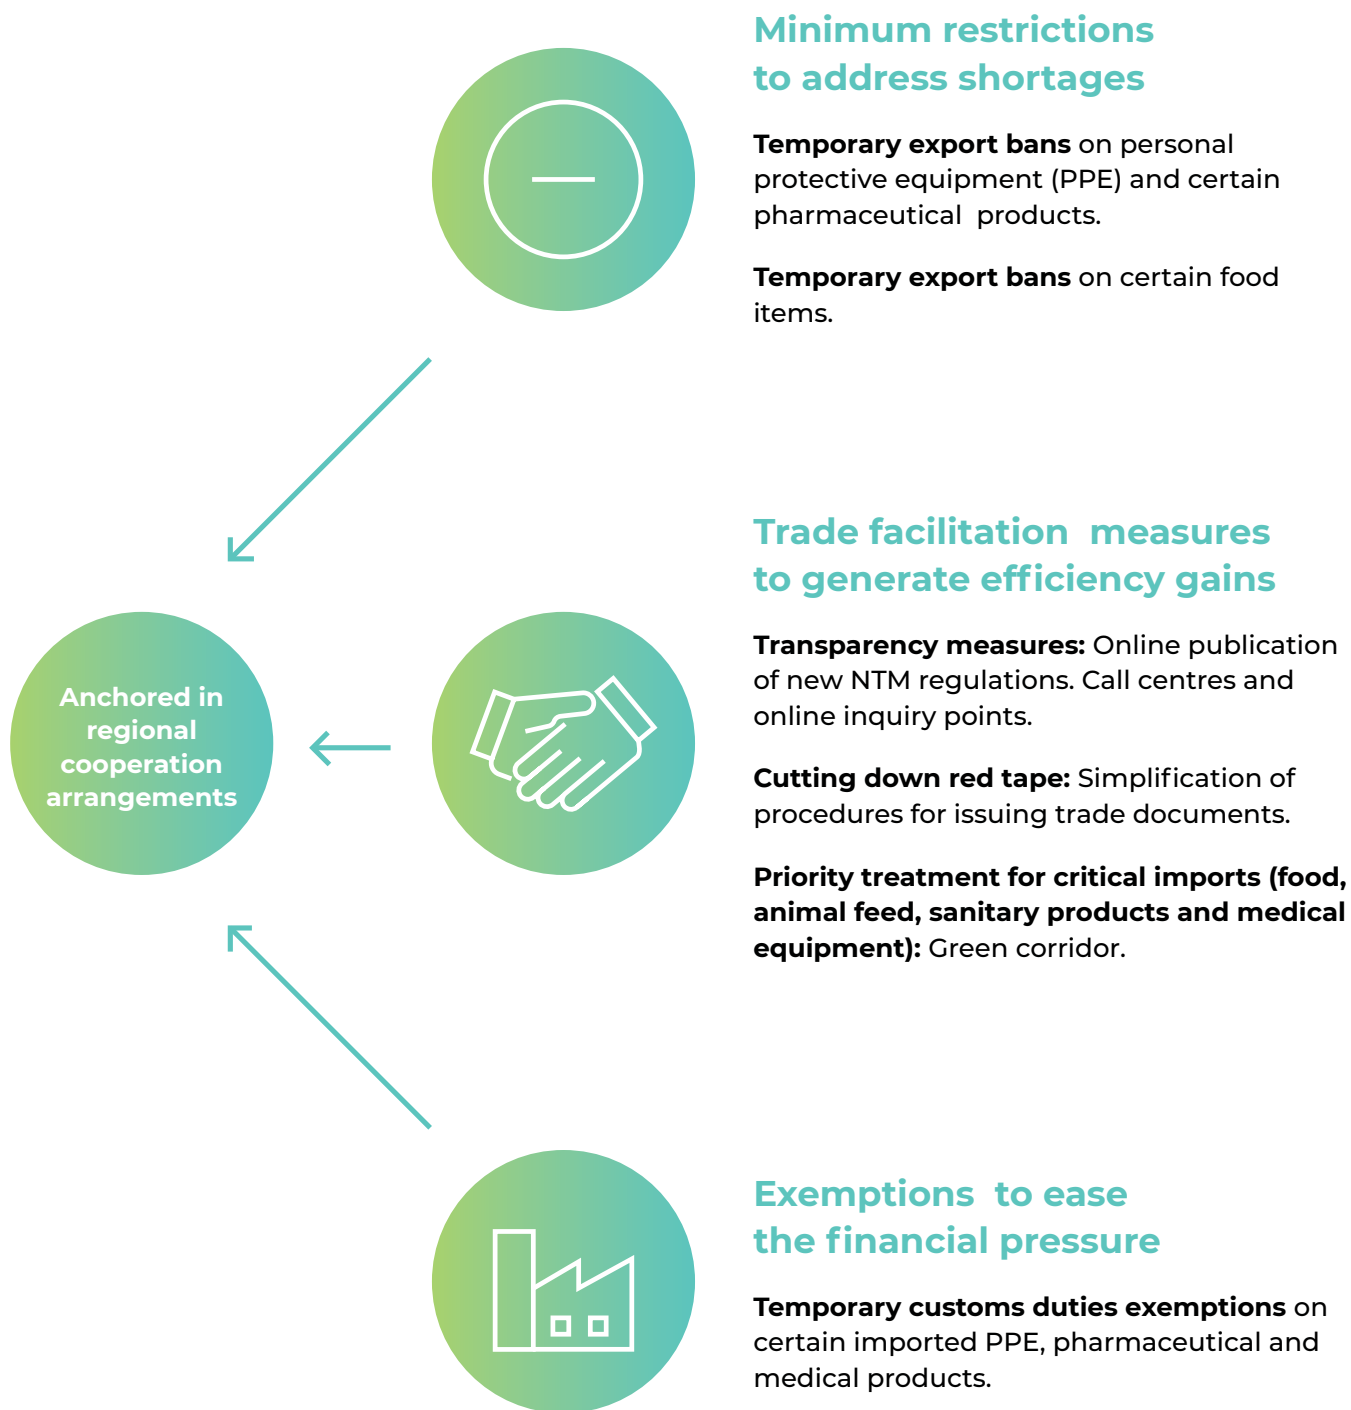 Minimum restrictions
to address shortages
Temporary export bans on personal
protective equipment (PPE) and certain
pharmaceutical products.
Temporary export bans on certain food
items.
Anchored in
regional
cooperation
arrangements
Trade facilitation measures
to generate efficiency gains
Transparency measures: Online publication
of new NTM regulations. Call centres and
online inquiry points.
Cutting down red tape: Simplification of
procedures for issuing trade documents.
Priority treatment for critical imports (food,
animal feed, sanitary products and medical
equipment): Green corridor.
Exemptions to ease
the financial pressure
Temporary customs duties exemptions on
certain imported PPE, pharmaceutical and
medical products.